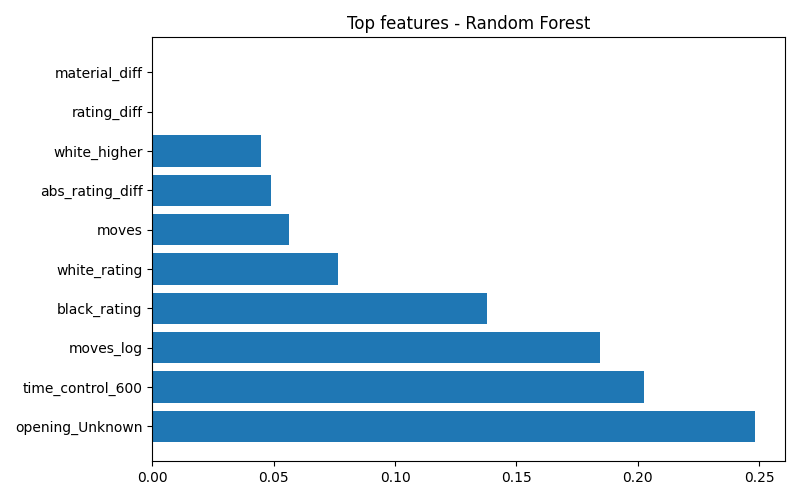 Top features - Random Forest
material_diff
rating_diff
white_higher
abs_rating_diff
moves
white_rating
black_rating
moves_log
time_control_600
opening_Unknown
0.00 0.05 0.10 0.15 0.20 0.25